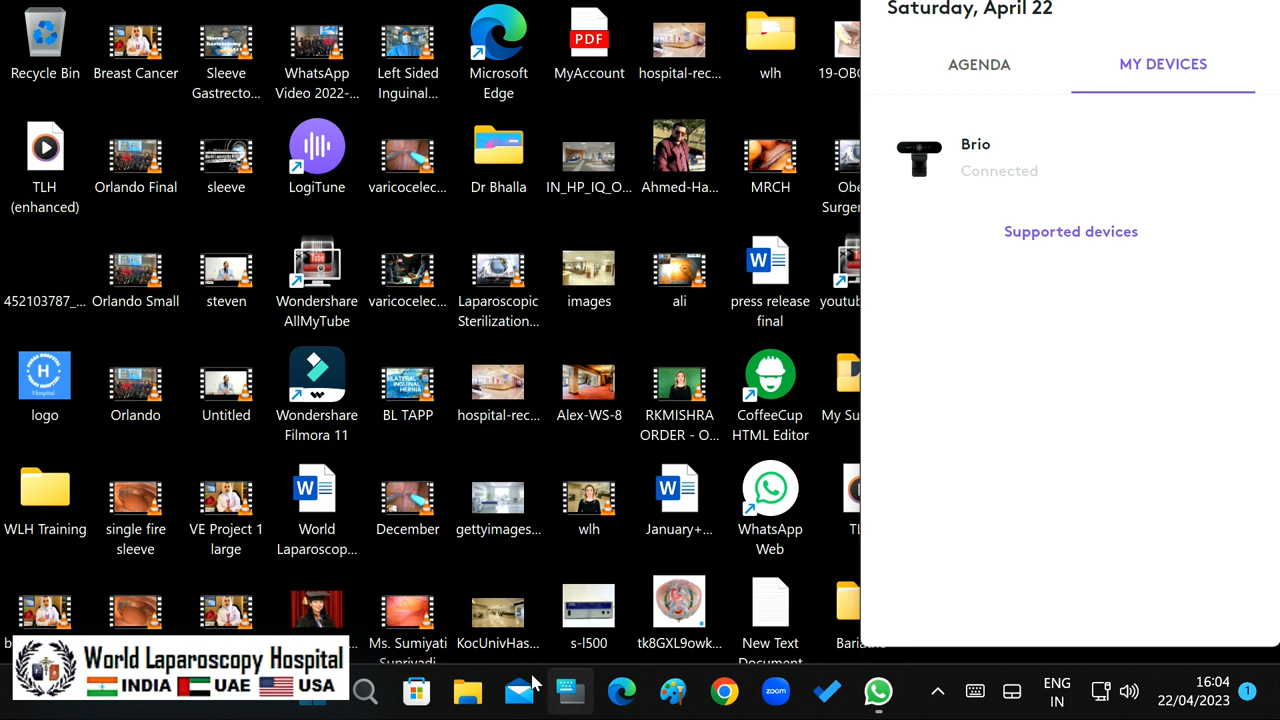 Saturday, April 22
AGENDA
MY DEVICES
Brio
Connected
Supported devices
Recycle Bin
Breast Cancer
Sleeve
Gastrecto...
WhatsApp
Video 2022-...
Left Sided
Inguinal...
Microsoft
Edge
PDF
MyAccount
hospital-rec...
wlh
19-OBC
TLH
(enhanced)
Orlando Final
sleeve
LogiTune
varicocelec...
Dr Bhalla
IN_HP_IQ_O...
Ahmed-Ha...
MRCH
Obe
Surger
452103787_...
Orlando Small
steven
Wondershare
AllMyTube
varicocelec...
Laparoscopic
Sterilization...
images
ali
press release
final
youtub
logo
Orlando
Untitled
Wondershare
Filmora 11
BL TAPP
hospital-rec...
Alex-WS-8
RKMISHRA
ORDER - O...
CoffeeCup
HTML Editor
My Su
WLH Training
single fire
sleeve
VE Project 1
large
World
Laparoscop...
December
gettyimages...
wlh
January+...
WhatsApp
Web
TL
Ms. Sumiyati
Supriyadi
KocUnivHas...
s-l500
tk8GXL9owk...
New Text
Document
Baria
World Laparoscopy Hospital
INDIA UAE USA
zoom
ENG
IN
16:04
22/04/2023
1